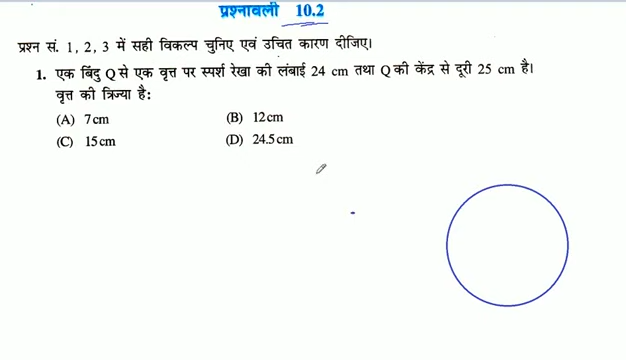 प्रश्नावली 10.2
प्रश्न सं. 1, 2, 3 में सही विकल्प चुनिए एवं उचित कारण दीजिए।
1. एक बिंदु Q से एक वृत्त पर स्पर्श रेखा की लंबाई 24 cm तथा Q की केंद्र से दूरी 25 cm है।
वृत्त की त्रिज्या है:
(A) 7 cm (B) 12 cm
(C) 15 cm (D) 24.5 cm